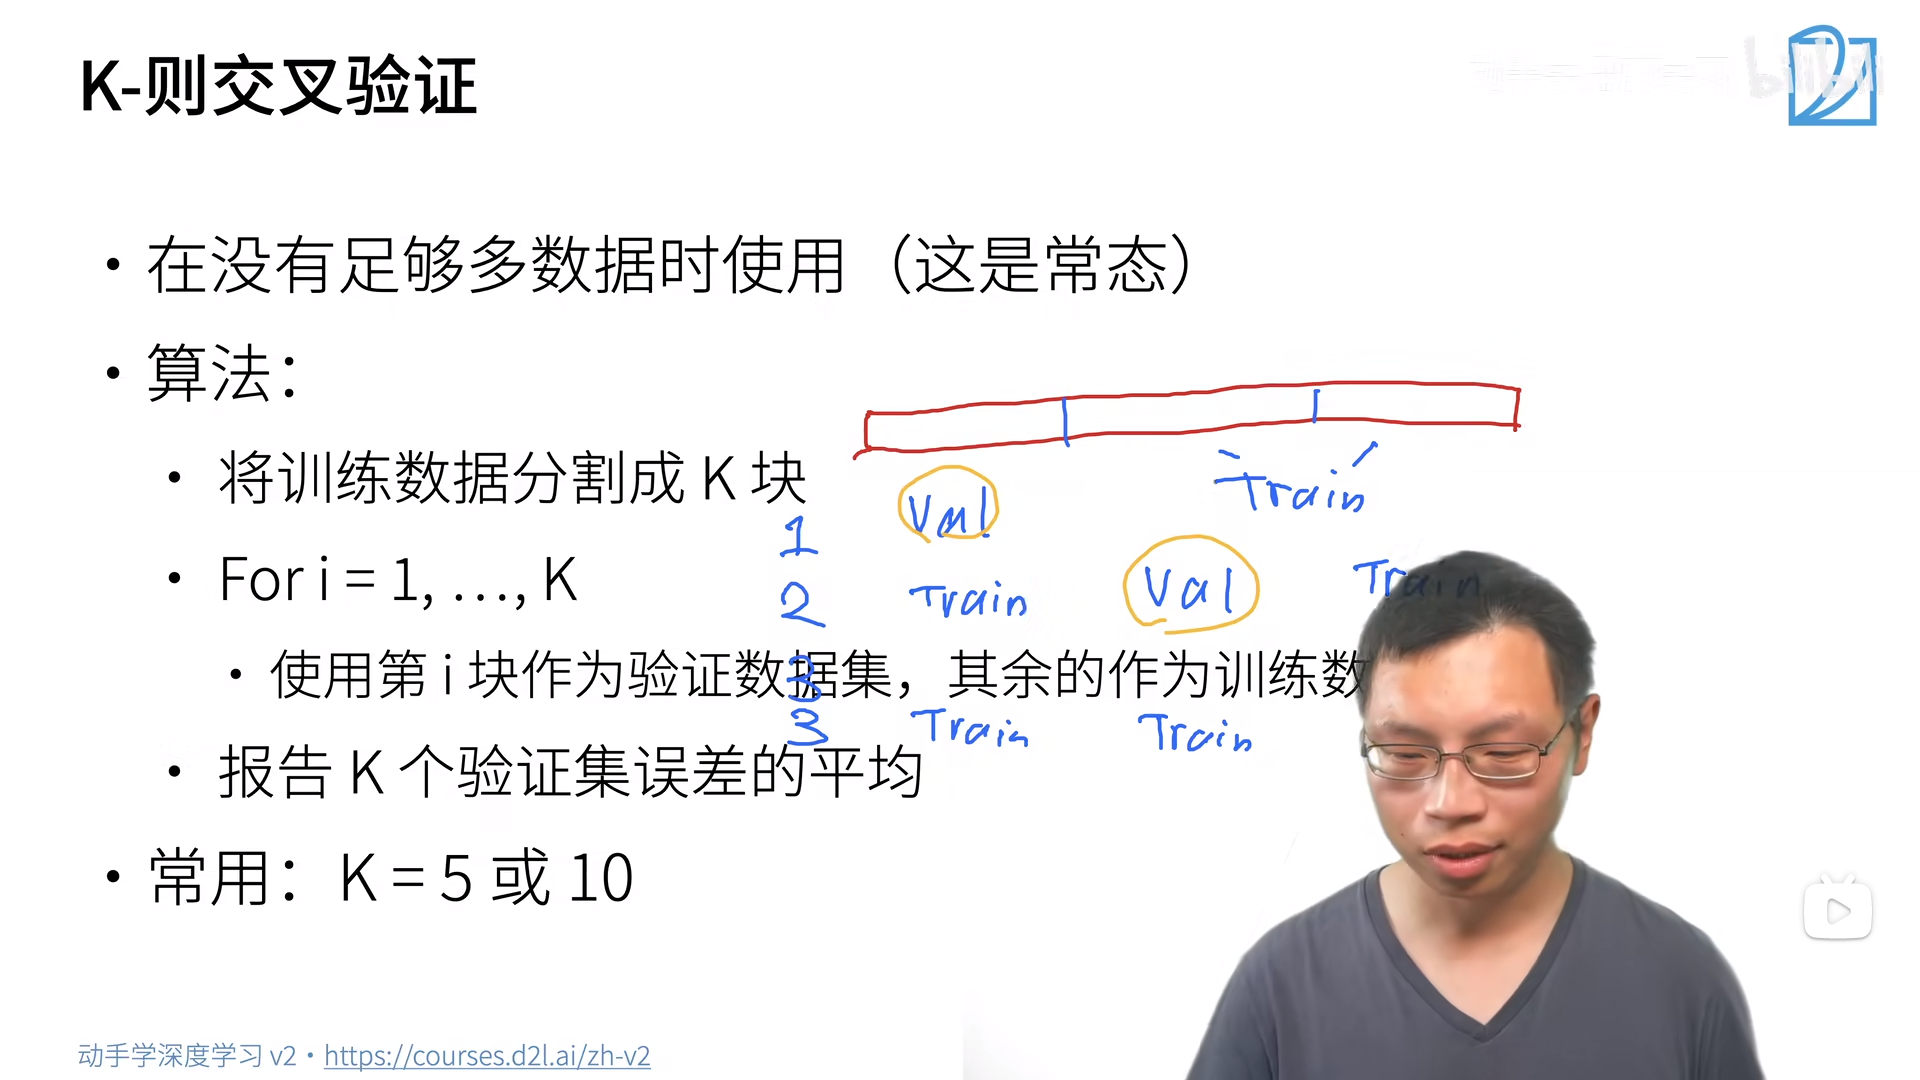 K-则交叉验证
bilibili
• 在没有足够多数据时使用（这是常态）
• 算法：
• 将训练数据分割成 K 块
Val Train
1
• For i = 1, …, K
2 Train Val Train
• 使用第 i 块作为验证数据集，其余的作为训练数
3
3 Train Train
• 报告 K 个验证集误差的平均
• 常用：K = 5 或 10
动手学深度学习 v2 • https://courses.d2l.ai/zh-v2